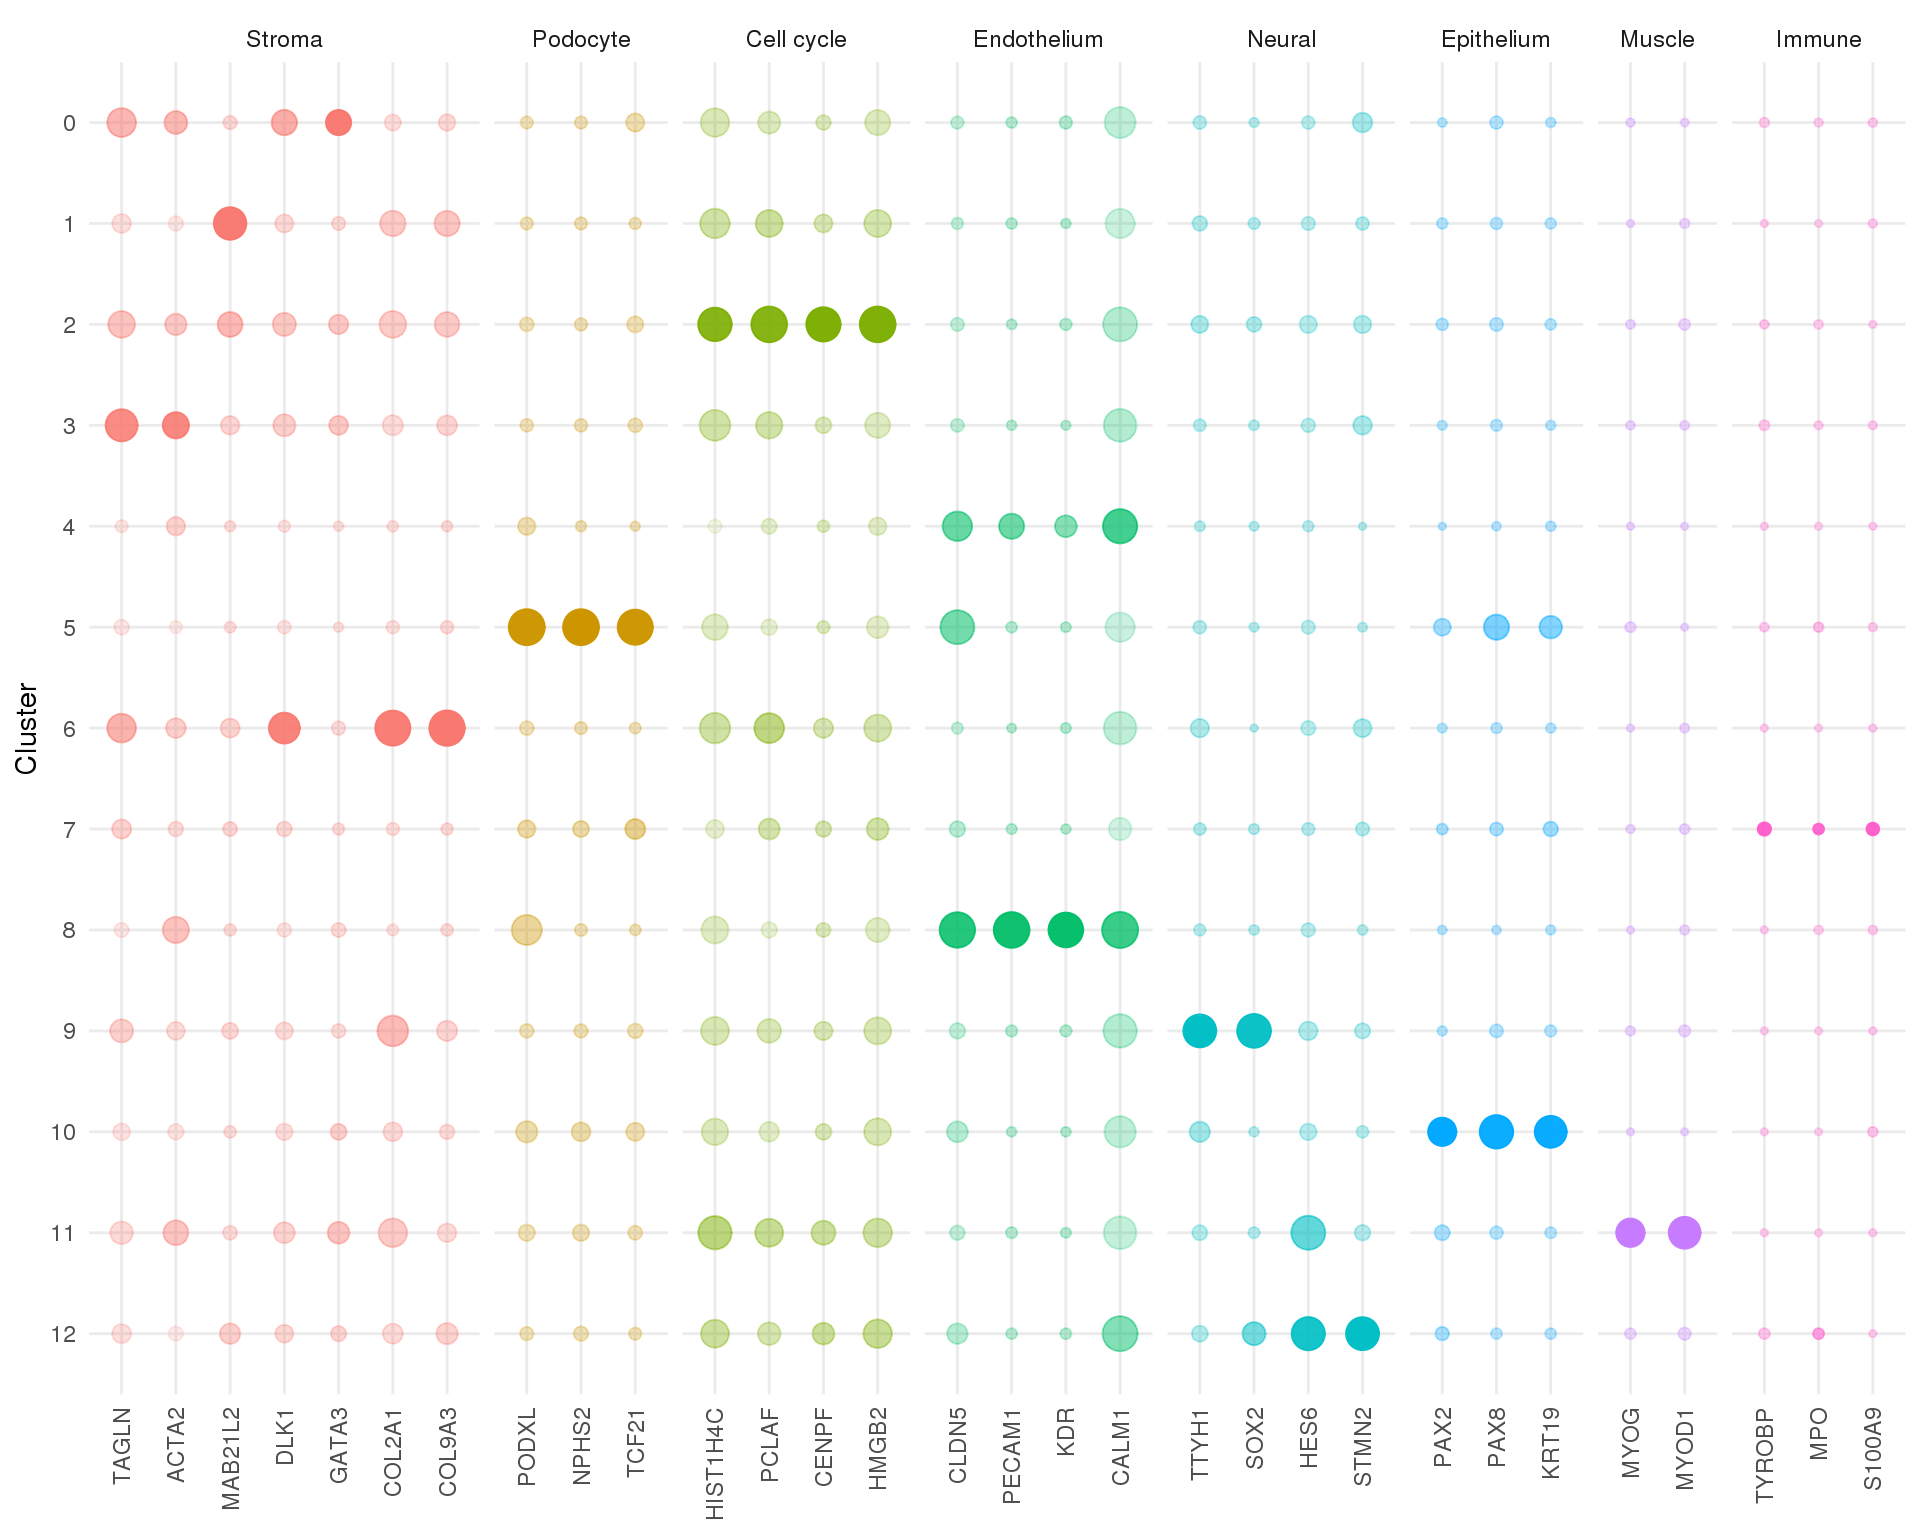 Stroma Podocyte Cell cycle Endothelium Neural Epithelium Muscle Immune
Cluster
0
1
2
3
4
5
6
7
8
9
10
11
12
TAGLN
ACTA2
MAB21L2
DLK1
GATA3
COL2A1
COL9A3
PODXL
NPHS2
TCF21
HIST1H4C
PCLAF
CENPF
HMGB2
CLDN5
PECAM1
KDR
CALM1
TTYH1
SOX2
HES6
STMN2
PAX2
PAX8
KRT19
MYOG
MYOD1
TYROBP
MPO
S100A9